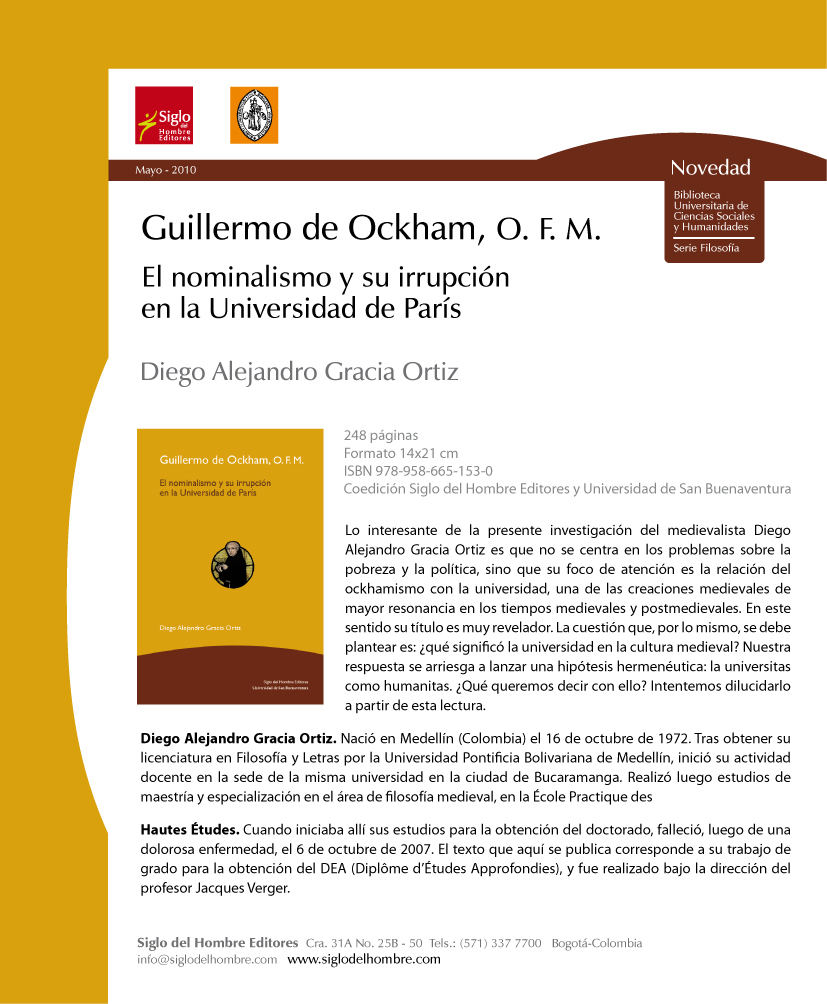 Siglo
del
Hombre
Editores
Mayo - 2010
Novedad
Biblioteca
Universitaria de
Ciencias Sociales
y Humanidades
Serie Filosofía
Guillermo de Ockham, O. F. M.
El nominalismo y su irrupción
en la Universidad de París
Diego Alejandro Gracia Ortiz
Guillermo de Ockham, O. F. M.
El nominalismo y su irrupción
en la Universidad de París
Diego Alejandro Gracia Ortiz
Siglo del Hombre Editores
Universidad de San Buenaventura
248 páginas
Formato 14x21 cm
ISBN 978-958-665-153-0
Coedición Siglo del Hombre Editores y Universidad de San Buenaventura
Lo interesante de la presente investigación del medievalista Diego
Alejandro Gracia Ortiz es que no se centra en los problemas sobre la
pobreza y la política, sino que su foco de atención es la relación del
ockhamismo con la universidad, una de las creaciones medievales de
mayor resonancia en los tiempos medievales y postmedievales. En este
sentido su título es muy revelador. La cuestión que, por lo mismo, se debe
plantear es: ¿qué significó la universidad en la cultura medieval? Nuestra
respuesta se arriesga a lanzar una hipótesis hermenéutica: la universitas
como humanitas. ¿Qué queremos decir con ello? Intentemos dilucidarlo
a partir de esta lectura.
Diego Alejandro Gracia Ortiz. Nació en Medellín (Colombia) el 16 de octubre de 1972. Tras obtener su
licenciatura en Filosofía y Letras por la Universidad Pontificia Bolivariana de Medellín, inició su actividad
docente en la sede de la misma universidad en la ciudad de Bucaramanga. Realizó luego estudios de
maestría y especialización en el área de filosofía medieval, en la École Practique des
Hautes Études. Cuando iniciaba allí sus estudios para la obtención del doctorado, falleció, luego de una
dolorosa enfermedad, el 6 de octubre de 2007. El texto que aquí se publica corresponde a su trabajo de
grado para la obtención del DEA (Diplôme d'Études Approfondies), y fue realizado bajo la dirección del
profesor Jacques Verger.
Siglo del Hombre Editores Cra. 31A No. 25B - 50 Tels.: (571) 337 7700 Bogotá-Colombia
info@siglodelhombre.com www.siglodelhombre.com